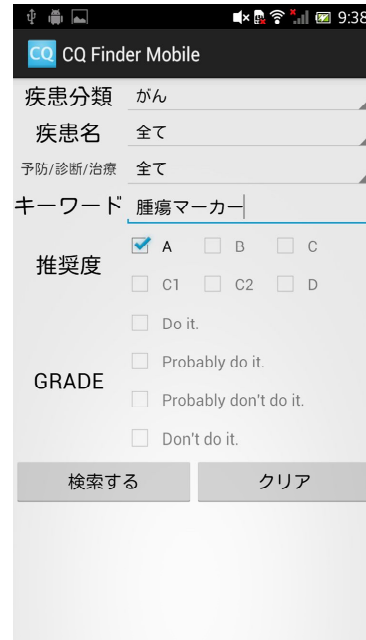 9:38
CQ CQ Finder Mobile
疾患分類 がん
疾患名 全て
予防/診断/治療 全て
キーワード 腫瘍マーカー
推奨度 A B C
C1 C2 D
Do it.
Probably do it.
GRADE
Probably don't do it.
Don't do it.
検索する クリア